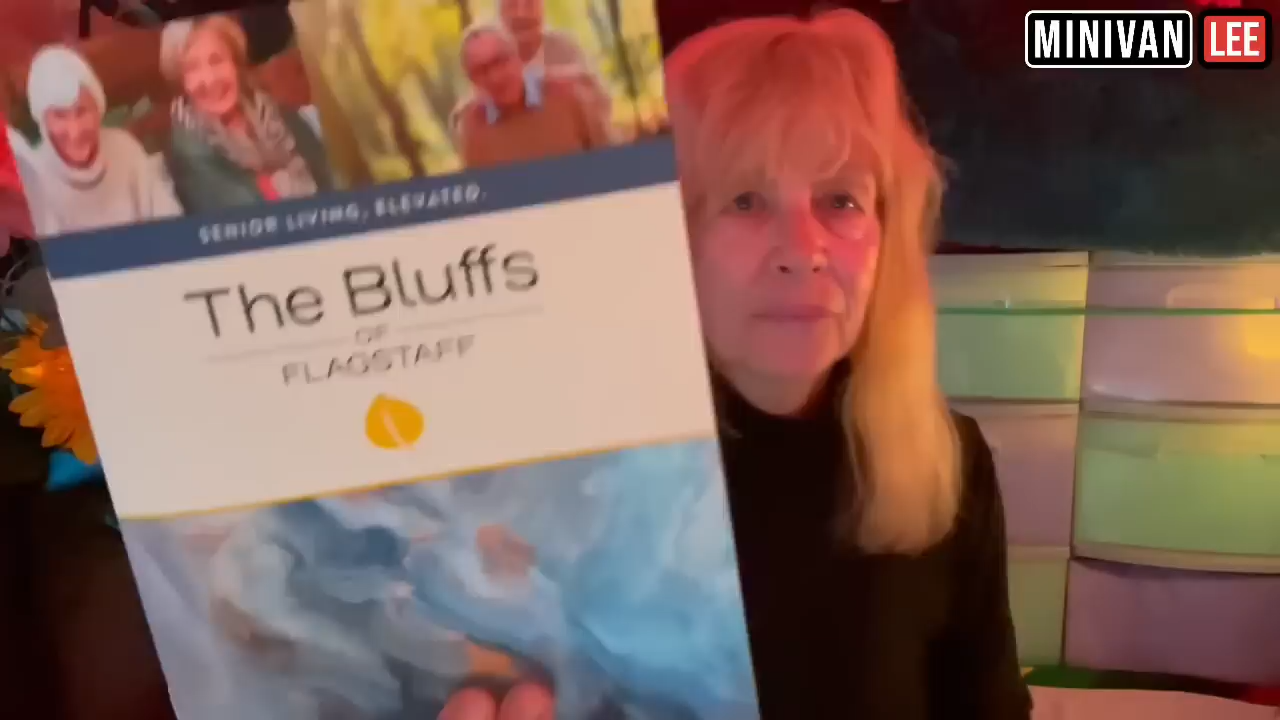 MINIVAN LEE
SENIOR LIVING, ELEVATED.
The Bluffs
OF
FLAGSTAFF